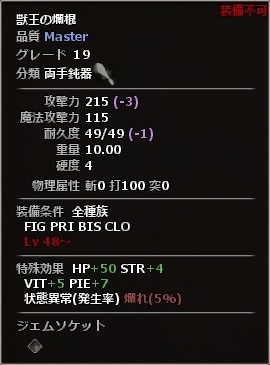 獣王の爛根
装備不可
品質 Master
グレード 19
分類 両手鈍器
攻撃力 215 (-3)
魔法攻撃力 115
耐久度 49/49 (-1)
重量 10.00
硬度 4
物理属性 斬0 打100 突0
装備条件 全種族
FIG PRI BIS CLO
Lv 48～
特殊効果 HP+50 STR+4
VIT+5 PIE+7
状態異常(発生率) 爛れ(5%)
ジェムソケット